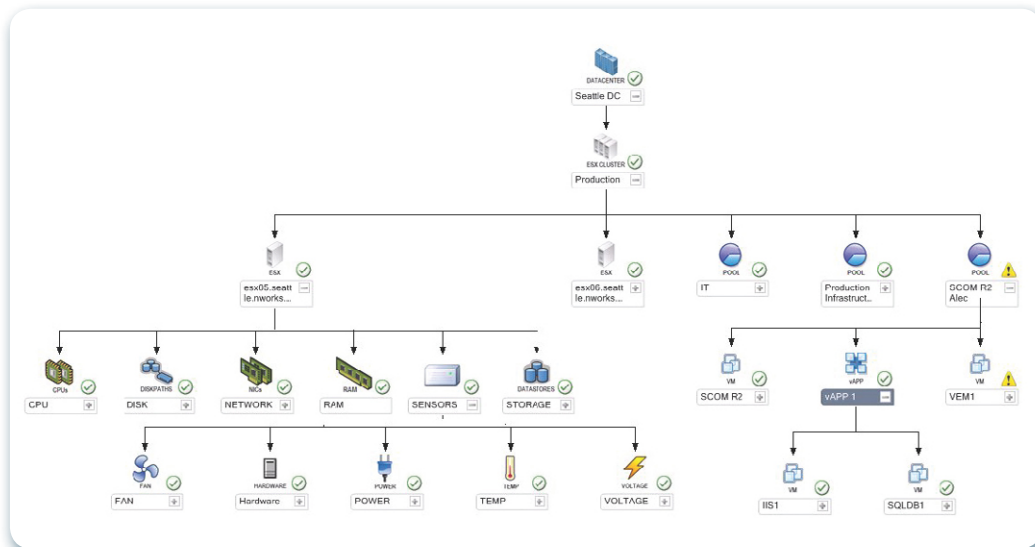 DATACENTER
Seattle DC
ESX CLUSTER
Production
ESX
esx05.seatt
le.nworks....
ESX
esx06.seatt
le.nworks....
POOL
IT
POOL
Production
Infrastruct..
POOL
SCOM R2
Alec
CPUs
CPU
DISKPATHS
DISK
NICs
NETWORK
RAM
RAM
SENSORS
DATASTORES
STORAGE
VM
SCOM R2
vAPP
vAPP 1
VM
VEM1
FAN
FAN
HARDWARE
Hardware
POWER
POWER
TEMP
TEMP
VOLTAGE
VOLTAGE
VM
IIS1
VM
SQLDB1